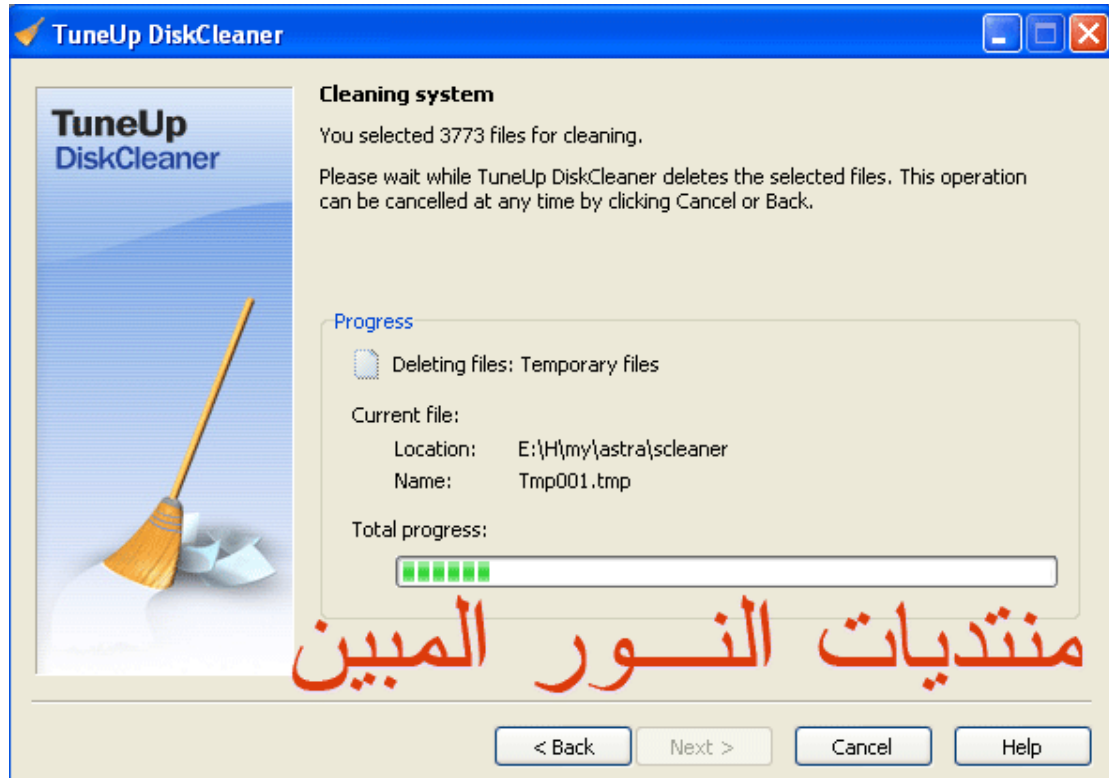 TuneUp DiskCleaner
TuneUp
DiskCleaner
Cleaning system
You selected 3773 files for cleaning.
Please wait while TuneUp DiskCleaner deletes the selected files. This operation
can be cancelled at any time by clicking Cancel or Back.
Progress
Deleting files: Temporary files
Current file:
Location: E:\H\my\astra\scleaner
Name: Tmp001.tmp
Total progress:
منتديات النـــور المبين
< Back Next > Cancel Help